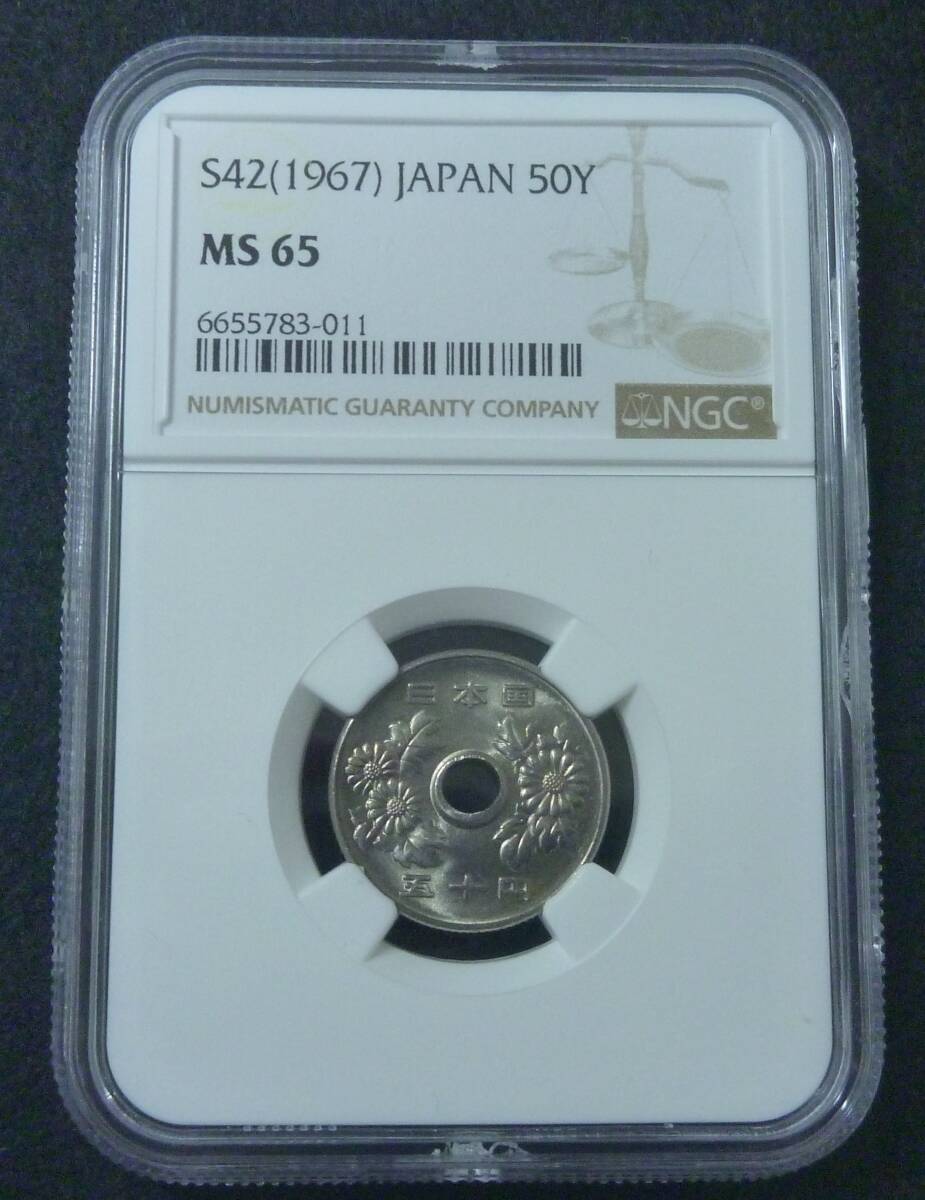 S42(1967) JAPAN 50Y
MS 65
6655783-011
NUMISMATIC GUARANTY COMPANY
NGC®
日本国
五十円